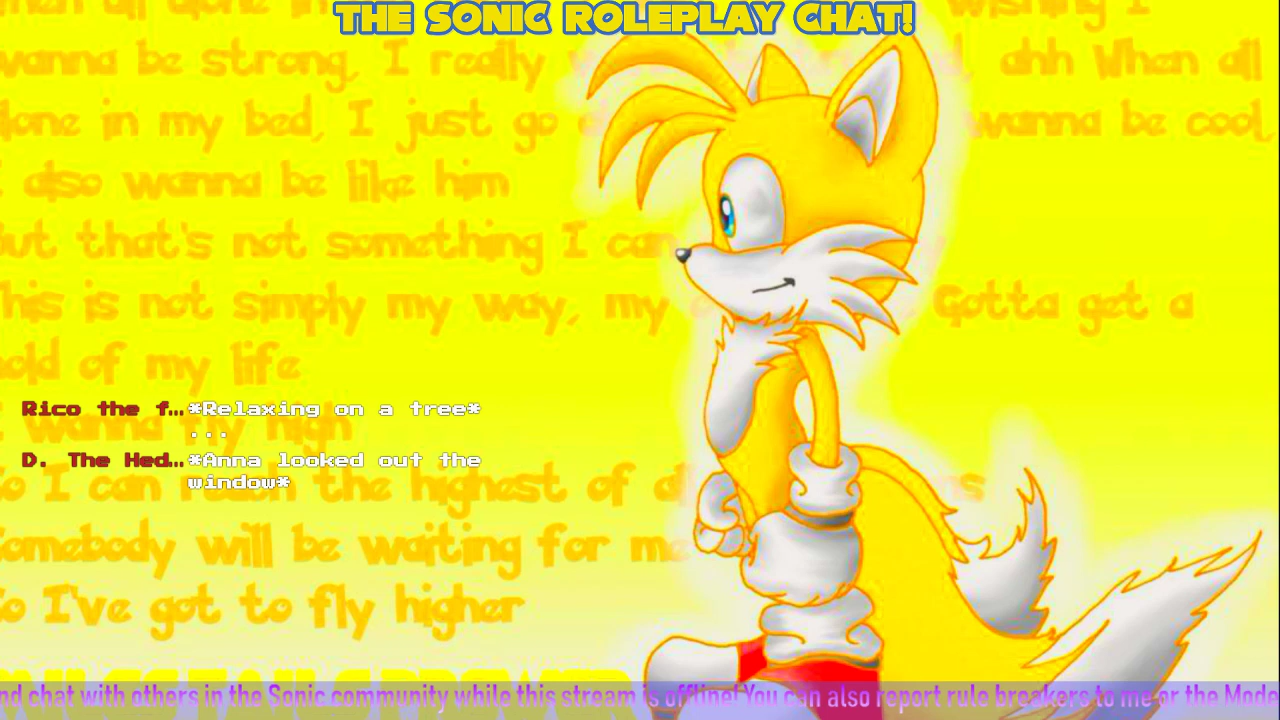 THE SONIC ROLEPLAY CHAT!
wanna be strong, I really ahh When all
alone in my bed, I just go wanna be cool,
I also wanna be like him
But that's not something I can
This is not simply my way, my Gotta get a
hold of my life
Rico the f... *Relaxing on a tree*
...
I wanna fly high
D. The Hed... *Anna looked out the
window*
So I can reach the highest of
Somebody will be waiting for me
So I've got to fly higher
nd chat with others in the Sonic community while this stream is offline! You can also report rule breakers to me or the Mode